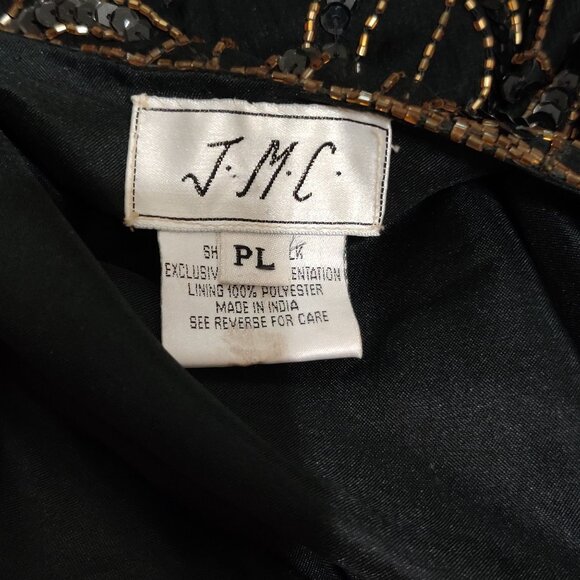 J.M.C.
PL
LINING 100% POLYESTER
MADE IN INDIA
SEE REVERSE FOR CARE